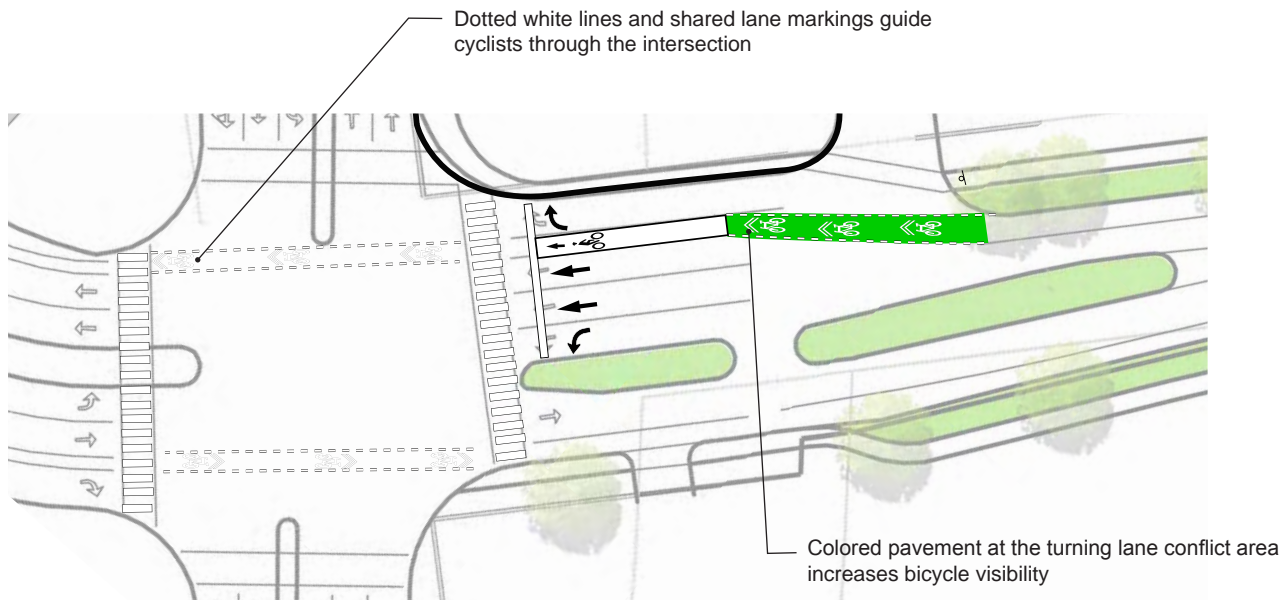 Dotted white lines and shared lane markings guide
cyclists through the intersection
Colored pavement at the turning lane conflict area
increases bicycle visibility